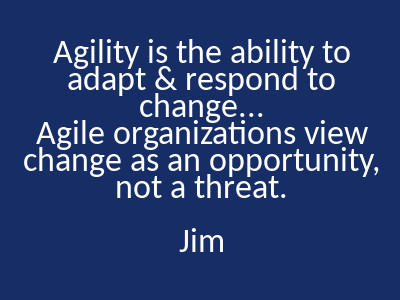 Agility is the ability to
adapt & respond to
change...
Agile organizations view
change as an opportunity,
not a threat.
Jim